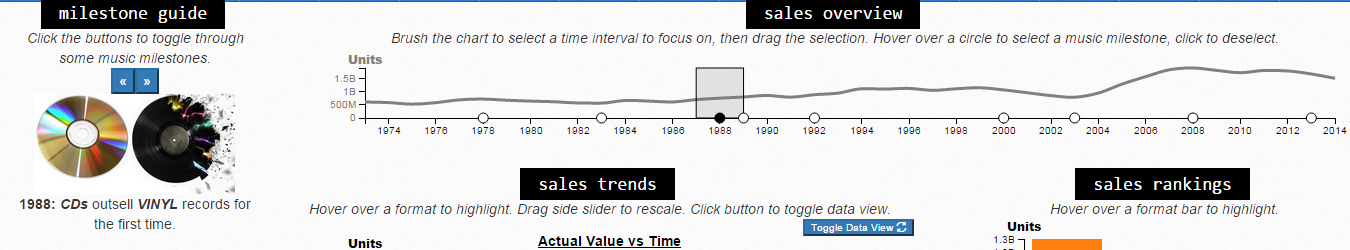 milestone guide
Click the buttons to toggle through
some music milestones.
« »
1988: CDs outsell VINYL records for
the first time.
sales overview
Brush the chart to select a time interval to focus on, then drag the selection. Hover over a circle to select a music milestone, click to deselect.
Units
1.5B
1B
500M
0
1974 1976 1978 1980 1982 1984 1986 1988 1990 1992 1994 1996 1998 2000 2002 2004 2006 2008 2010 2012 2014
sales trends
Hover over a format to highlight. Drag side slider to rescale. Click button to toggle data view.
Toggle Data View
Units
Actual Value vs Time
sales rankings
Hover over a format bar to highlight.
Units
1.3B